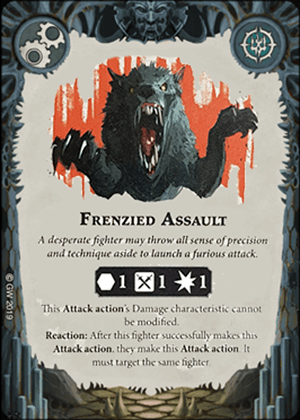 FRENZIED ASSAULT
A desperate fighter may throw all sense of precision
and technique aside to launch a furious attack.
1 1 1
This Attack action's Damage characteristic cannot
be modified.
Reaction: After this fighter successfully makes this
Attack action, they make this Attack action. It
must target the same fighter.
© GW 2019